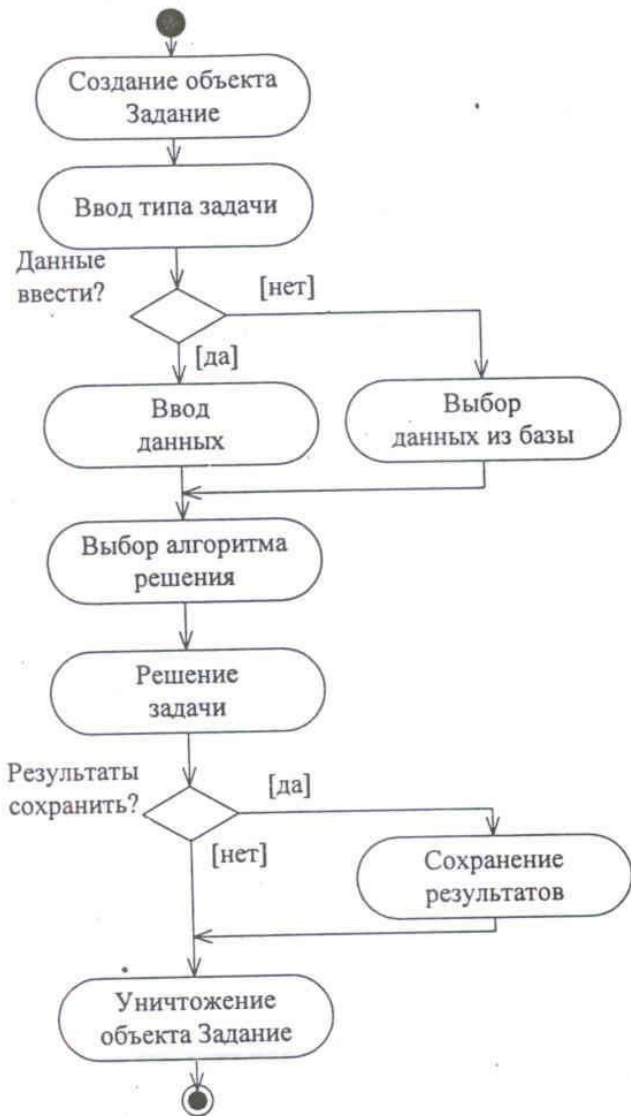 Создание объекта
Задание
Ввод типа задачи
Данные
ввести?
[нет]
[да]
Ввод
данных
Выбор
данных из базы
Выбор алгоритма
решения
Решение
задачи
Результаты
сохранить?
[да]
[нет]
Сохранение
результатов
Уничтожение
объекта Задание